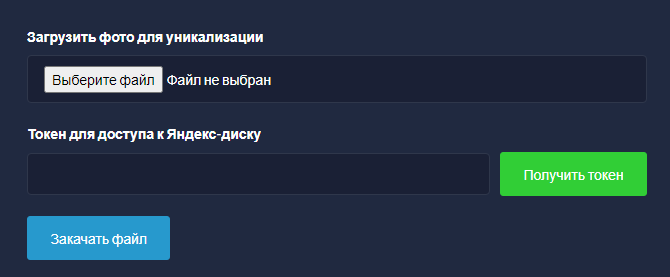 Загрузить фото для уникализации
Выберите файл Файл не выбран
Токен для доступа к Яндекс-диску
Получить токен
Закачать файл